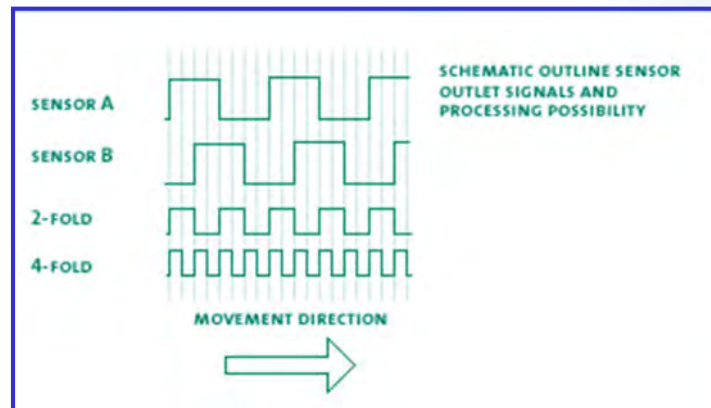 SENSOR A
SENSOR B
2-FOLD
4-FOLD
SCHEMATIC OUTLINE SENSOR
OUTLET SIGNALS AND
PROCESSING POSSIBILITY
MOVEMENT DIRECTION